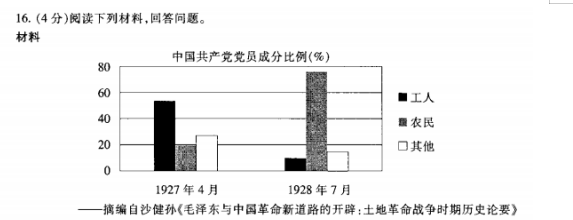 16. (4分)阅读下列材料,回答问题。
材料
中国共产党党员成分比例(%)
80
60
40
20
0
1927年4月
1928年7月
工人
农民
其他
——摘编自沙健孙《毛泽东与中国革命新道路的开辟:土地革命战争时期历史论要》